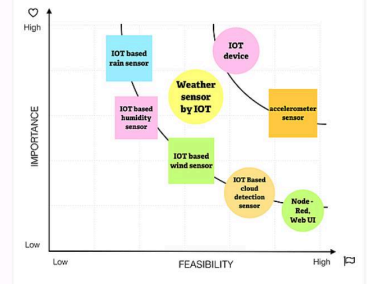 High
IOT based
rain sensor
IOT
device
Weather
sensor
by IOT
IOT based
humidity
sensor
accelerometer
sensor
IMPORTANCE
IOT based
wind sensor
IOT Based
cloud
detection
sensor
Node -
Red,
Web UI
Low
Low
FEASIBILITY
High